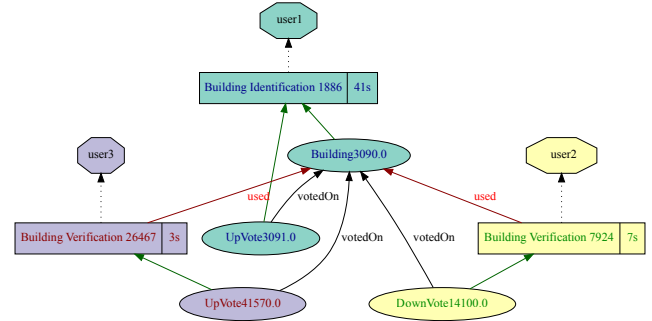 user1
Building Identification 1886 41s
user3
Building3090.0
user2
used
used
Building Verification 26467 3s
UpVote3091.0
votedOn
votedOn
votedOn
Building Verification 7924 7s
UpVote41570.0
DownVote14100.0